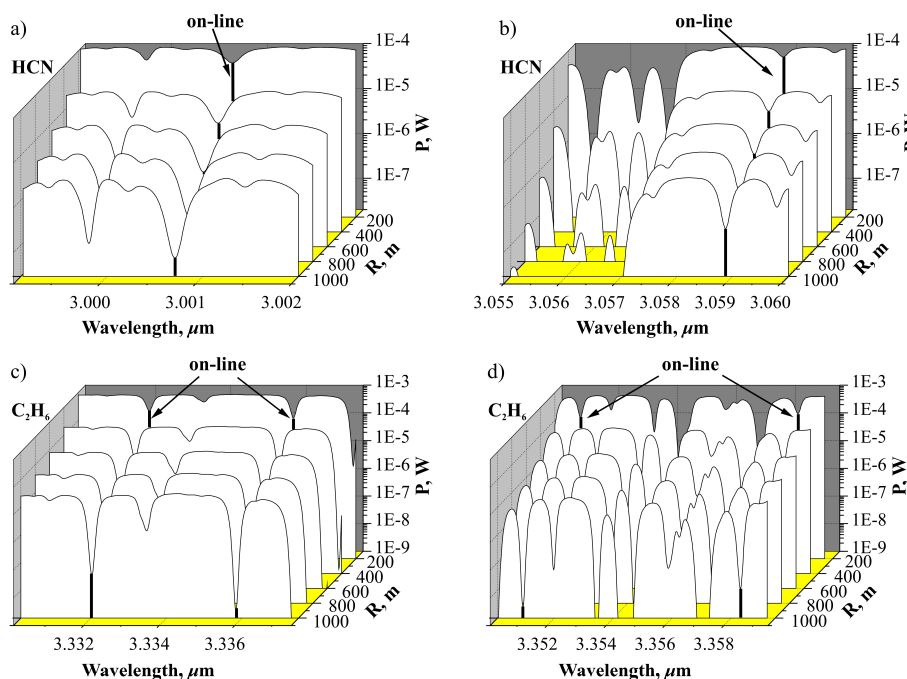 a)
on-line
HCN
1E-4
1E-5
1E-6
1E-7
P, W
200
400
600
800
1000
R, m
3.000
3.001
3.002
Wavelength, μm
b)
on-line
HCN
1E-4
1E-5
1E-6
1E-7
P, W
200
400
600
800
1000
R, m
3.055
3.056
3.057
3.058
3.059
3.060
Wavelength, μm
c)
on-line
C₂H₆
1E-3
1E-4
1E-5
1E-6
1E-7
1E-8
1E-9
P, W
200
400
600
800
1000
R, m
3.332
3.336
Wavelength, μm
d)
on-line
C₂H₆
1E-3
1E-4
1E-5
1E-6
1E-7
1E-8
1E-9
P, W
200
400
600
800
1000
R, m
3.352
3.354
3.356
3.358
Wavelength, μm